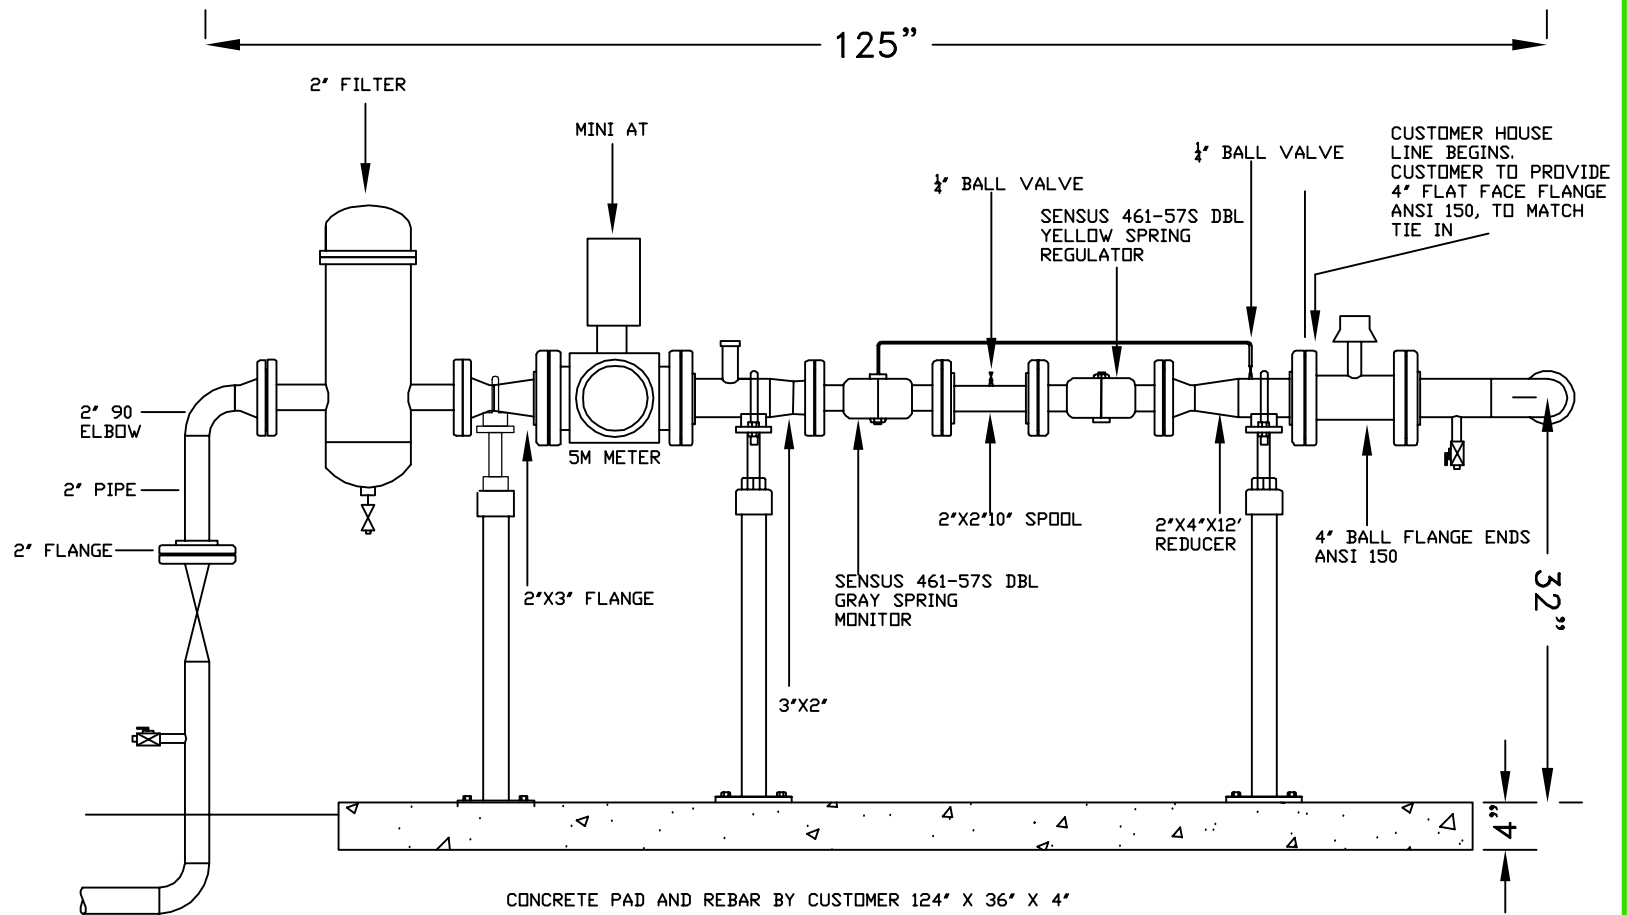 125”
2" FILTER
MINI AT
¼" BALL VALVE
¼" BALL VALVE
CUSTOMER HOUSE
LINE BEGINS.
CUSTOMER TO PROVIDE
4" FLAT FACE FLANGE
ANSI 150, TO MATCH
TIE IN
SENSUS 461-57S DBL
YELLOW SPRING
REGULATOR
2" 90
ELBOW
5M METER
2" PIPE
2" FLANGE
2"X3" FLANGE
SENSUS 461-57S DBL
GRAY SPRING
MONITOR
2"X2"10" SPOOL
2"X4"X12'
REDUCER
4" BALL FLANGE ENDS
ANSI 150
32”
3"X2"
4”
CONCRETE PAD AND REBAR BY CUSTOMER 124" X 36" X 4"